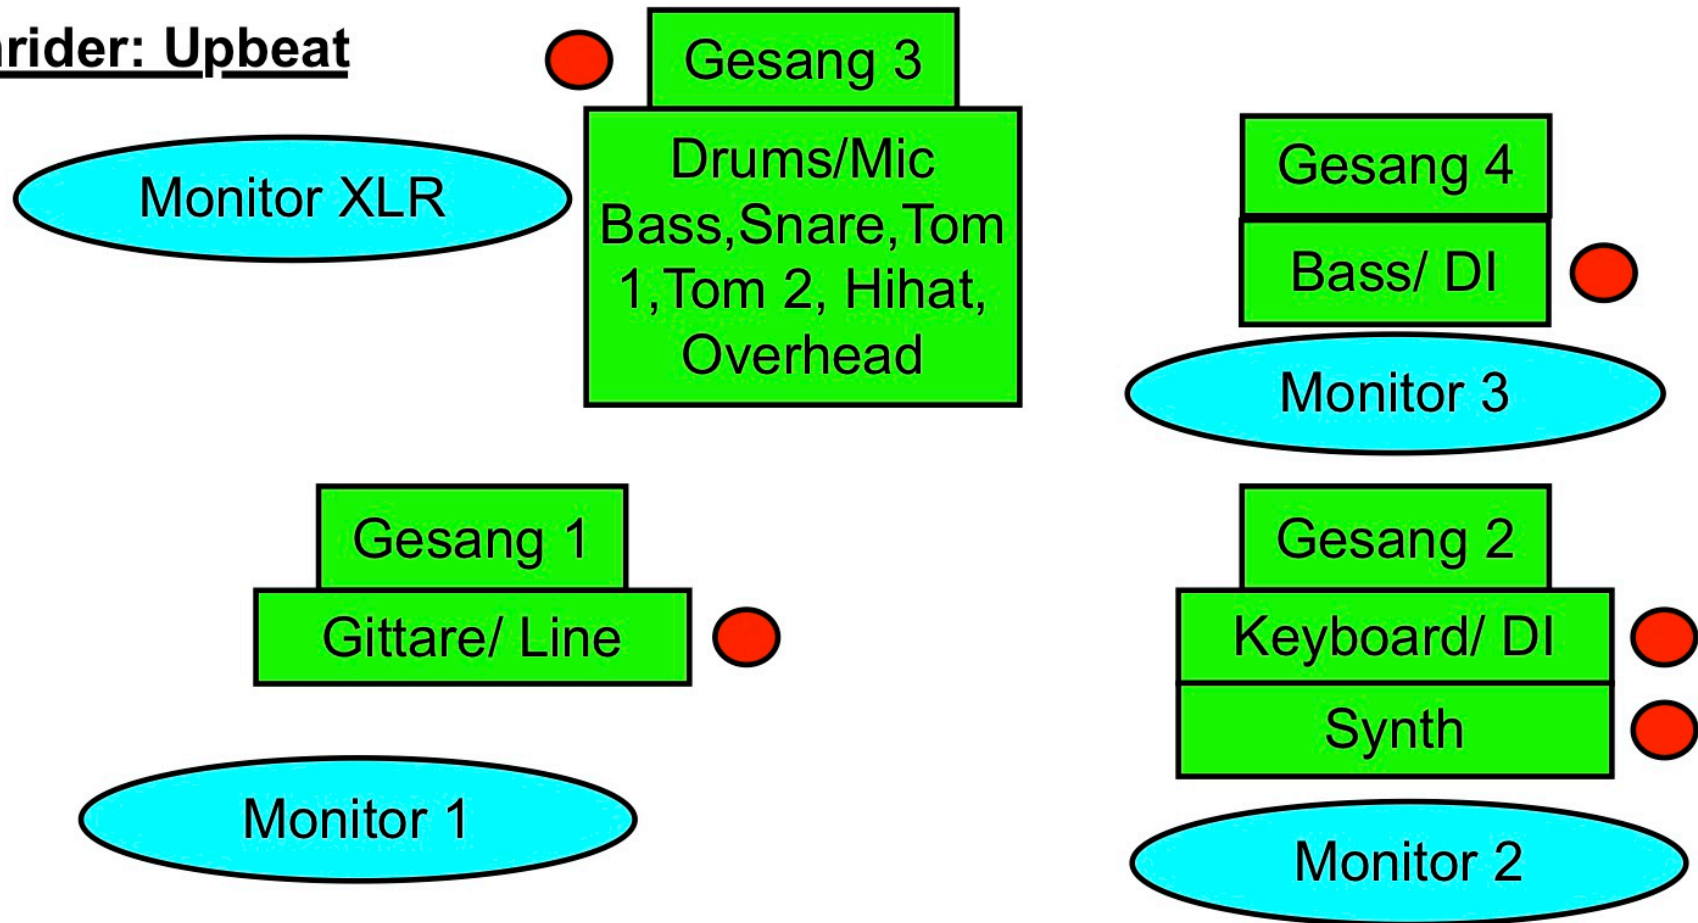 nrider: Upbeat
Gesang 3
Drums/Mic
Bass,Snare,Tom
1,Tom 2, Hihat,
Overhead
Monitor XLR
Gesang 4
Bass/ DI
Monitor 3
Gesang 1
Gittare/ Line
Monitor 1
Gesang 2
Keyboard/ DI
Synth
Monitor 2